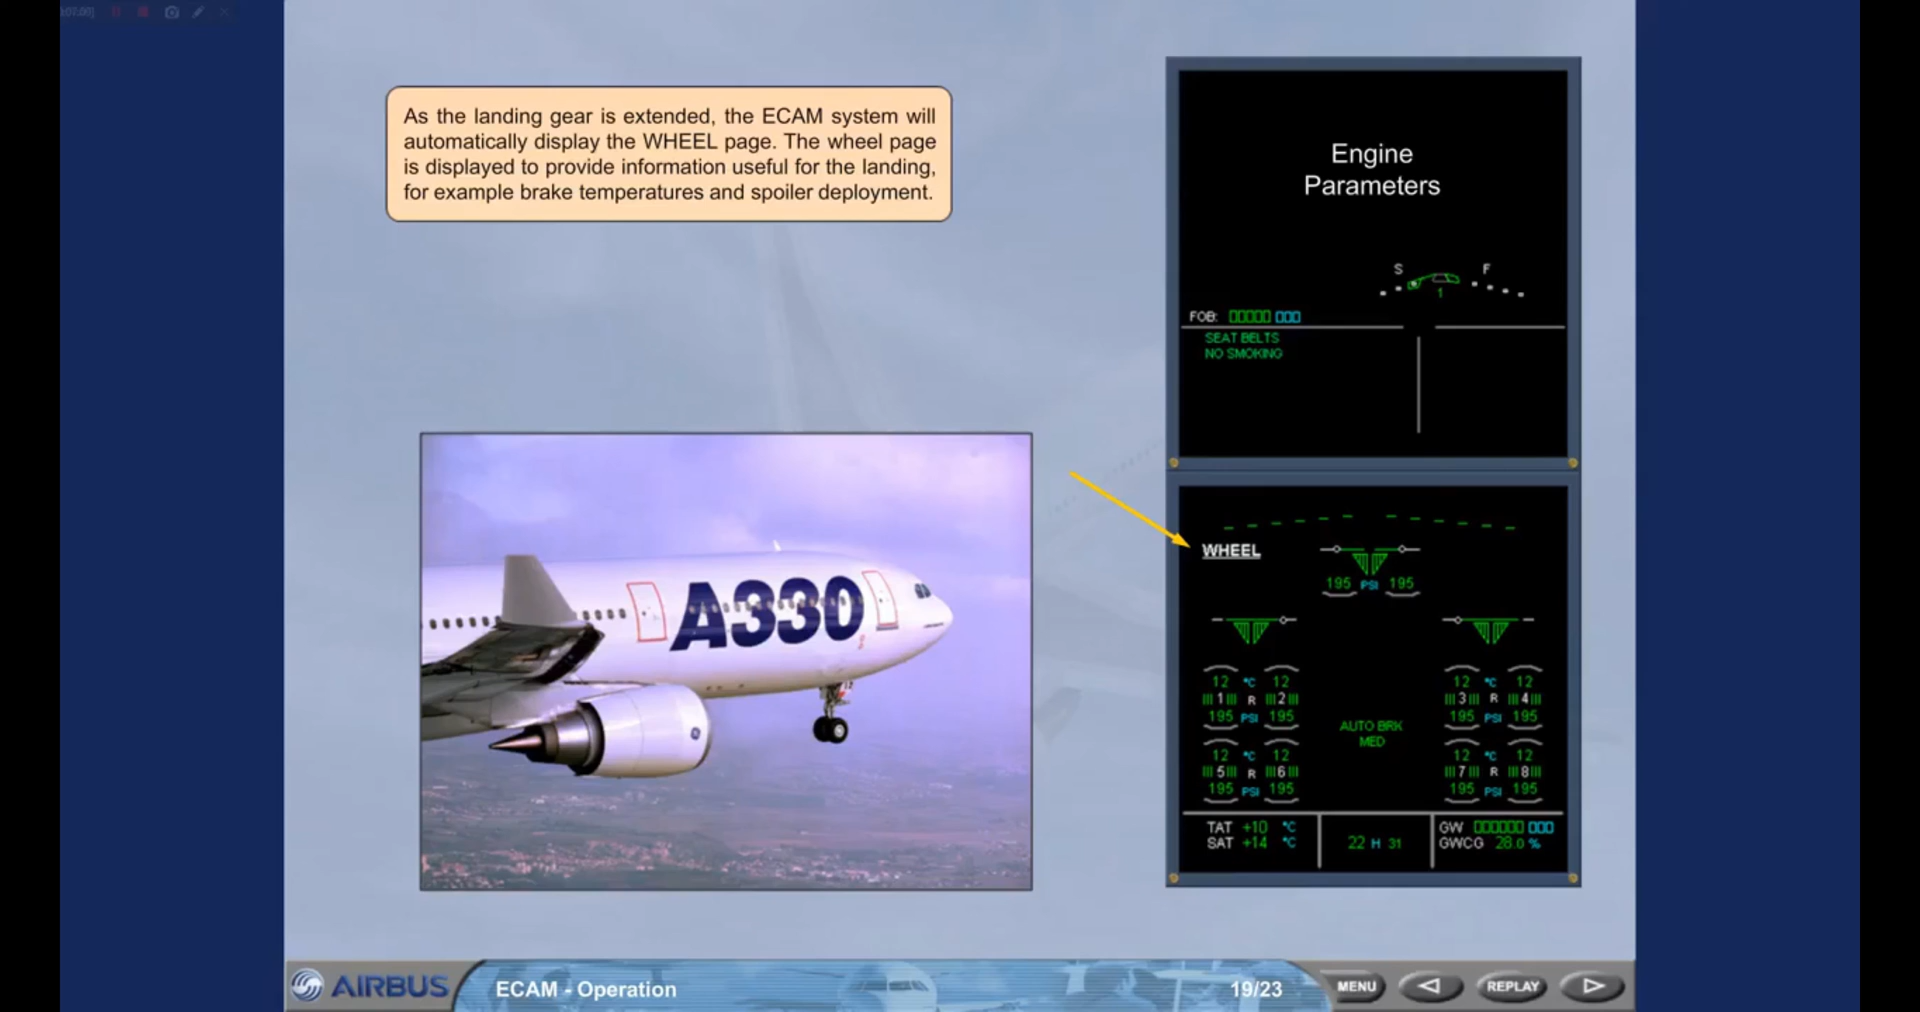 As the landing gear is extended, the ECAM system will
automatically display the WHEEL page. The wheel page
is displayed to provide information useful for the landing,
for example brake temperatures and spoiler deployment.
Engine
Parameters
S F
1
FOB:
SEAT BELTS
NO SMOKING
A330
WHEEL
195 PSI 195
12 °C 12
1 R 2
195 PSI 195
12 °C 12
3 R 4
195 PSI 195
AUTO BRK
MED
12 °C 12
5 R 6
195 PSI 195
12 °C 12
7 R 8
195 PSI 195
TAT +10 °C
SAT +14 °C
22 H 31
GW
GWCG 28.0 %
AIRBUS
ECAM - Operation
19/23
MENU
REPLAY